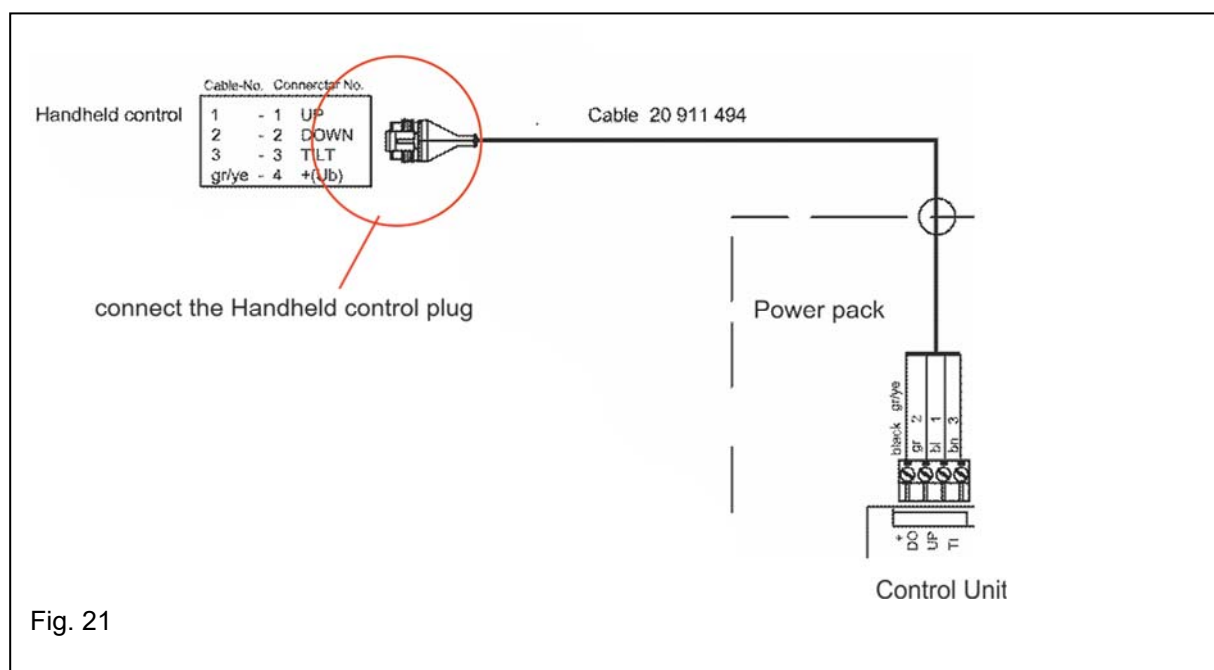 Cable-No. Connerctar No.
Handheld control
1 - 1 UP
2 - 2 DOWN
3 - 3 TILT
gr/ye - 4 +(Ub)
Cable 20 911 494
connect the Handheld control plug
Power pack
black gr/ye
gr 2
bl 1
bn 3
+
DO
UP
TI
Control Unit
Fig. 21